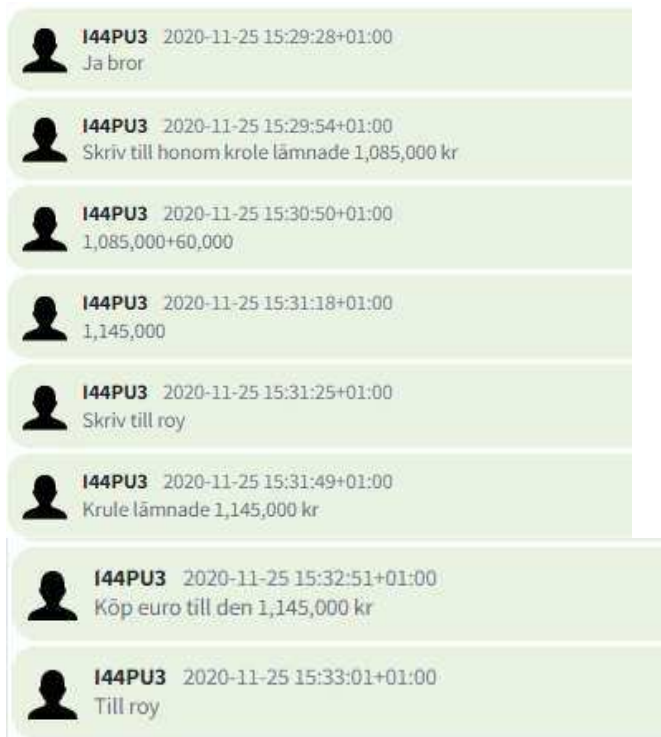 I44PU3 2020-11-25 15:29:28+01:00
Ja bror
I44PU3 2020-11-25 15:29:54+01:00
Skriv till honom krole lämnade 1,085,000 kr
I44PU3 2020-11-25 15:30:50+01:00
1,085,000+60,000
I44PU3 2020-11-25 15:31:18+01:00
1,145,000
I44PU3 2020-11-25 15:31:25+01:00
Skriv till roy
I44PU3 2020-11-25 15:31:49+01:00
Krule lämnade 1,145,000 kr
I44PU3 2020-11-25 15:32:51+01:00
Köp euro till den 1,145,000 kr
I44PU3 2020-11-25 15:33:01+01:00
Till roy